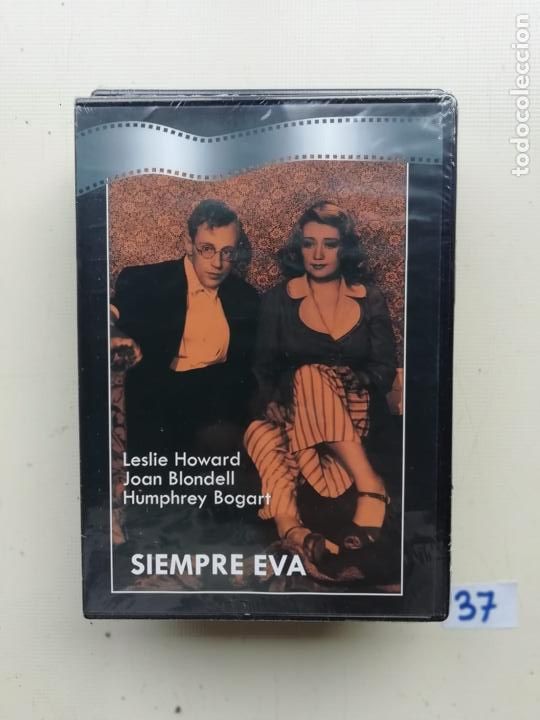 todocoleccion
Leslie Howard
Joan Blondell
Humphrey Bogart
SIEMPRE EVA
37